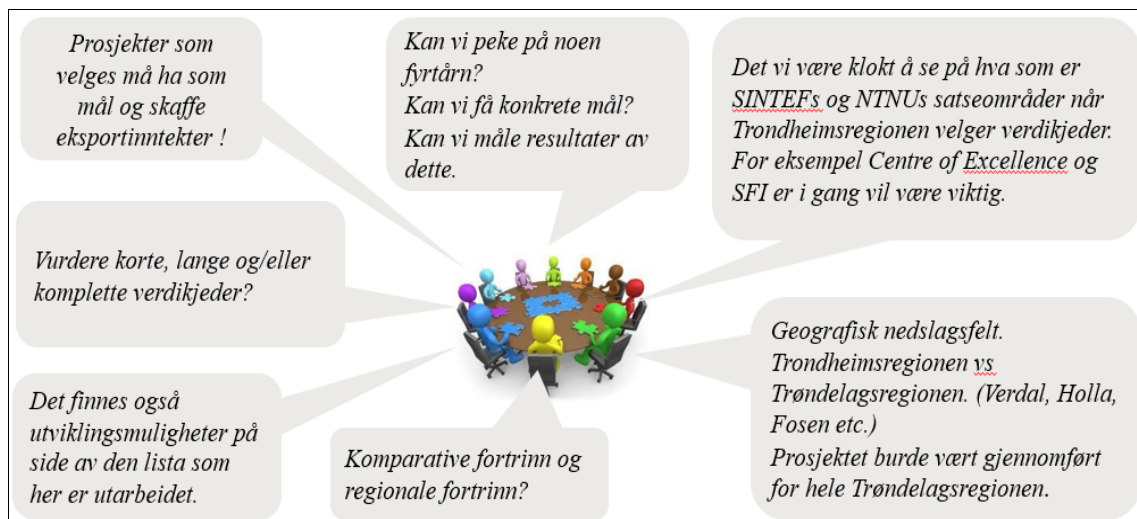 Prosjekter som
velges må ha som
mål og skaffe
eksportinntekter !
Kan vi peke på noen
fyrtårn?
Kan vi få konkrete mål?
Kan vi måle resultater av
dette.
Det vi være klokt å se på hva som er
SINTEFs og NTNUs satseområder når
Trondheimsregionen velger verdikjeder.
For eksempel Centre of Excellence og
SFI er i gang vil være viktig.
Vurdere korte, lange og/eller
komplette verdikjeder?
Geografisk nedslagsfelt.
Trondheimsregionen vs
Trøndelagsregionen. (Verdal, Holla,
Fosen etc.)
Prosjektet burde vært gjennomført
for hele Trøndelagsregionen.
Det finnes også
utviklingsmuligheter på
side av den lista som
her er utarbeidet.
Komparative fortrinn og
regionale fortrinn?